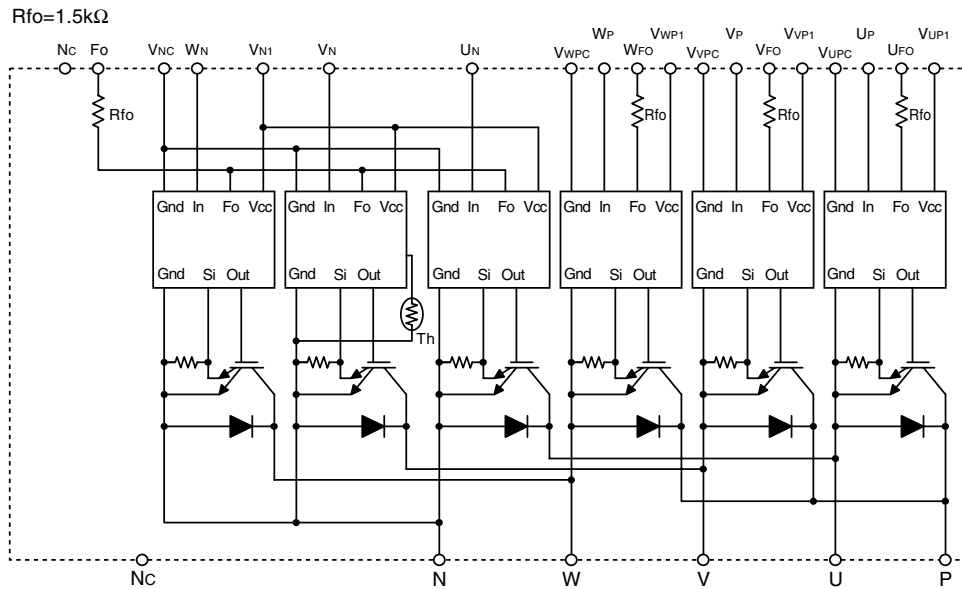 Rfo=1.5kΩ
NC FO VNC WN VN1 VN UN VWPC WP WFO VWP1 VVPC VP VFO VVP1 VUPC UP UFO VUP1
Rfo Rfo Rfo Rfo
Gnd In Fo Vcc Gnd In Fo Vcc Gnd In Fo Vcc Gnd In Fo Vcc Gnd In Fo Vcc Gnd In Fo Vcc
Gnd Si Out Gnd Si Out Gnd Si Out Gnd Si Out Gnd Si Out Gnd Si Out
Th
NC N W V U P